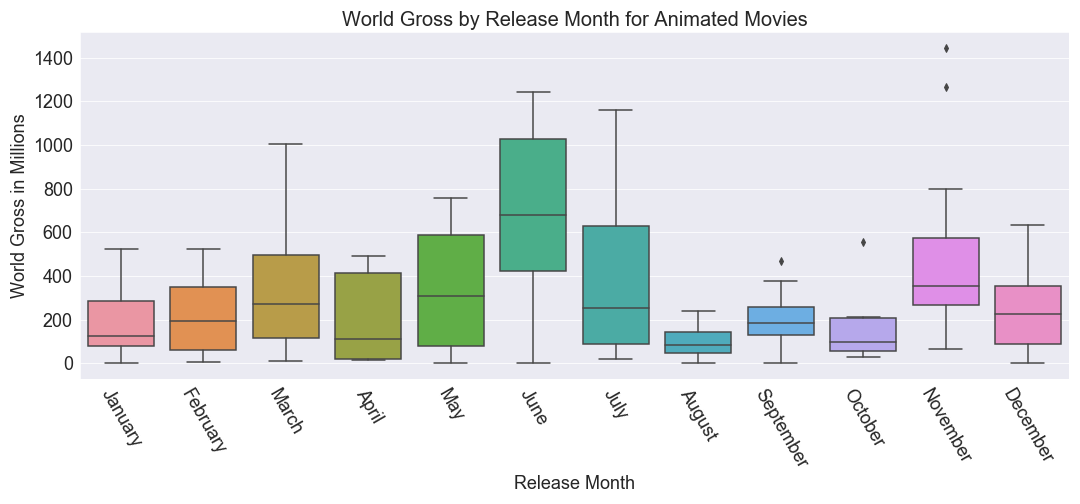 World Gross by Release Month for Animated Movies
World Gross in Millions
1400
1200
1000
800
600
400
200
0
January
February
March
April
May
June
July
August
September
October
November
December
Release Month